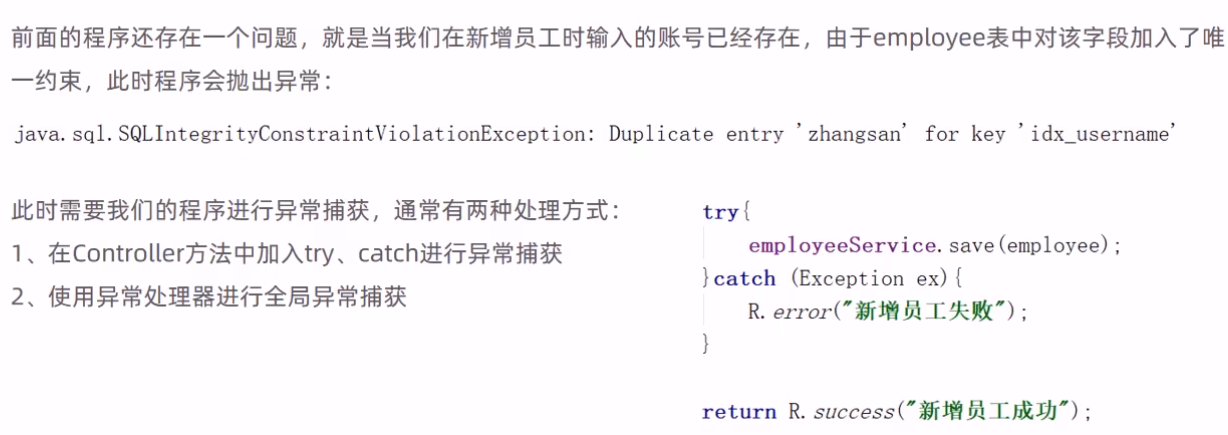 前面的程序还存在一个问题，就是当我们在新增员工时输入的账号已经存在，由于employee表中对该字段加入了唯
一约束，此时程序会抛出异常：
java.sql.SQLIntegrityConstraintViolationException: Duplicate entry 'zhangsan' for key 'idx_username'
此时需要我们的程序进行异常捕获，通常有两种处理方式：
1、在Controller方法中加入try、catch进行异常捕获
2、使用异常处理器进行全局异常捕获
try{
employeeService.save(employee);
}catch (Exception ex){
R.error("新增员工失败");
}
return R.success("新增员工成功");